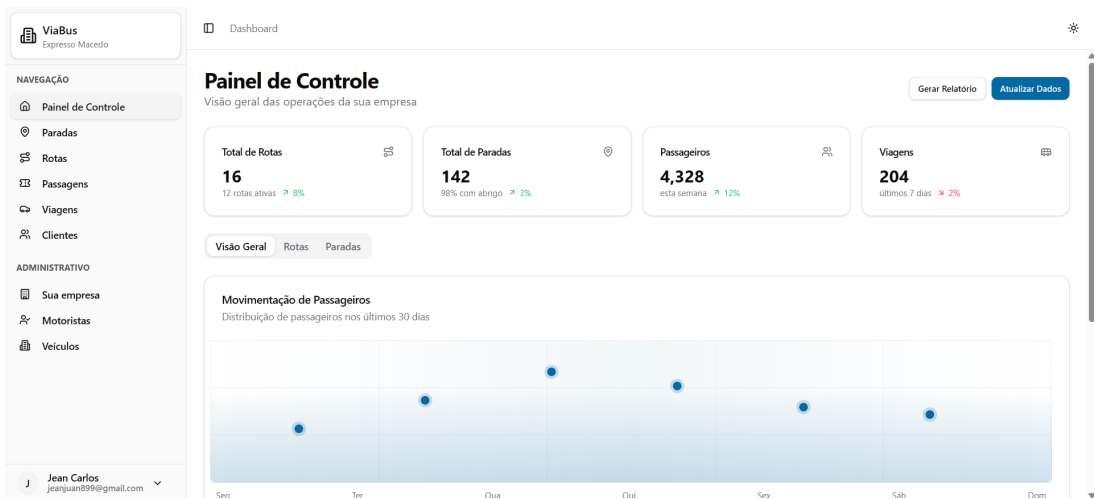 ViaBus
Expresso Macedo
NAVEGAÇÃO
Painel de Controle
Paradas
Rotas
Passagens
Viagens
Clientes
ADMINISTRATIVO
Sua empresa
Motoristas
Veículos
J
Jean Carlos
jeanjuan899@gmail.com
Dashboard
Painel de Controle
Visão geral das operações da sua empresa
Gerar Relatório
Atualizar Dados
Total de Rotas
16
12 rotas ativas 8%
Total de Paradas
142
98% com abrigo 3%
Passageiros
4,328
esta semana 12%
Viagens
204
últimos 7 dias 2%
Visão Geral Rotas Paradas
Movimentação de Passageiros
Distribuição de passageiros nos últimos 30 dias
Seg Ter Qua Qui Sex Sáb Dom